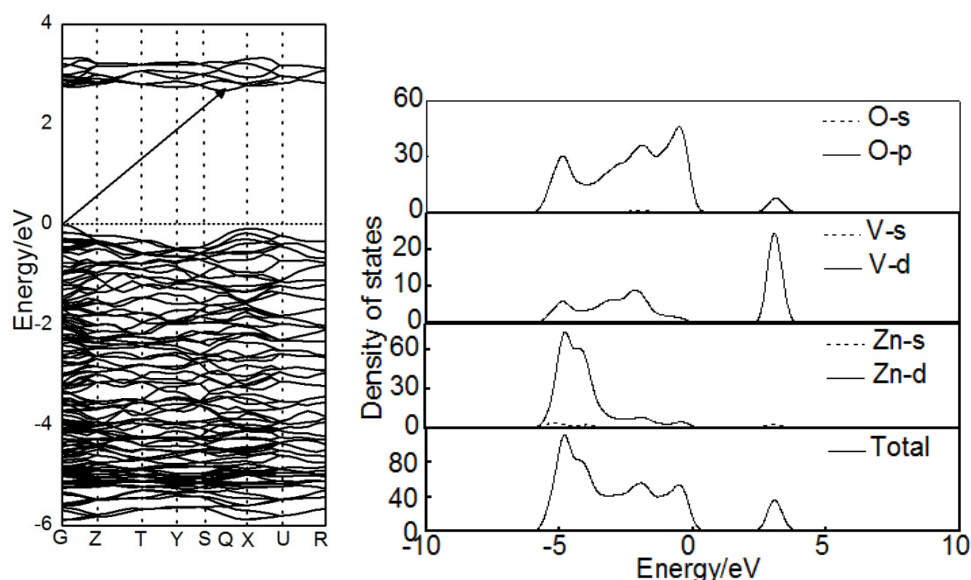 4
2
0
-2
-4
-6
Energy/eV
G Z T Y S Q X U R
60
30
0
O-s
O-p
20
10
0
V-s
V-d
60
30
0
Zn-s
Zn-d
80
40
0
Total
Density of states
-10 -5 0 5 10
Energy/eV